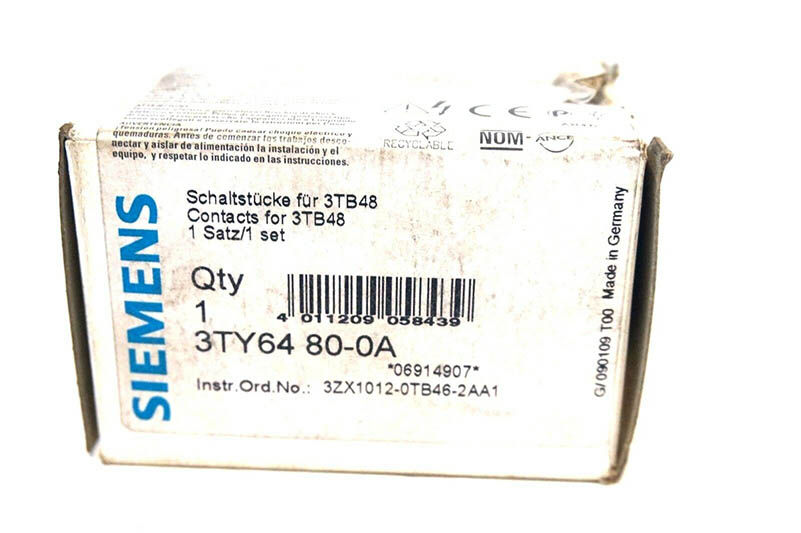 ¡Tensión peligrosa! Puede causar choque eléctrico y
quemaduras. Antes de comenzar los trabajos desco-
nectar y aislar de alimentación la instalación y el
equipo, y respetar lo indicado en las instrucciones.
RECYCLABLE
CE
NOM-ANCE
SIEMENS
Schaltstücke für 3TB48
Contacts for 3TB48
1 Satz/1 set
Qty
1
4 011209 058439
3TY64 80-0A
*06914907*
Instr.Ord.No.: 3ZX1012-0TB46-2AA1
G/090109 T00 Made in Germany